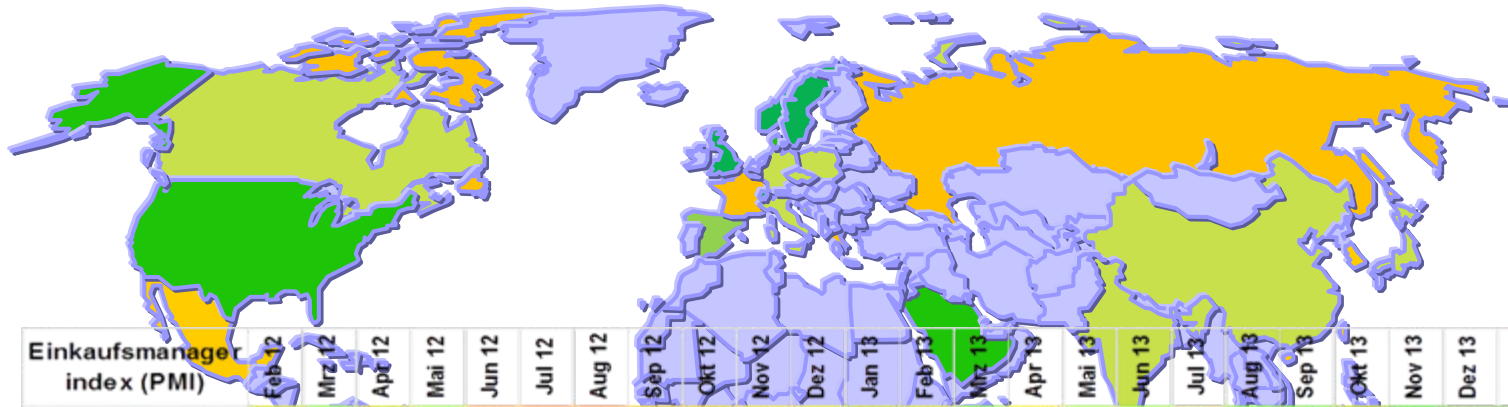 Einkaufsmanager
index (PMI)
Feb 12
Mrz 12
Apr 12
Mai 12
Jun 12
Jul 12
Aug 12
Sep 12
Okt 12
Nov 12
Dez 12
Jan 13
Feb 13
Mrz 13
Apr 13
Mai 13
Jun 13
Jul 13
Aug 13
Sep 13
Okt 13
Nov 13
Dez 13